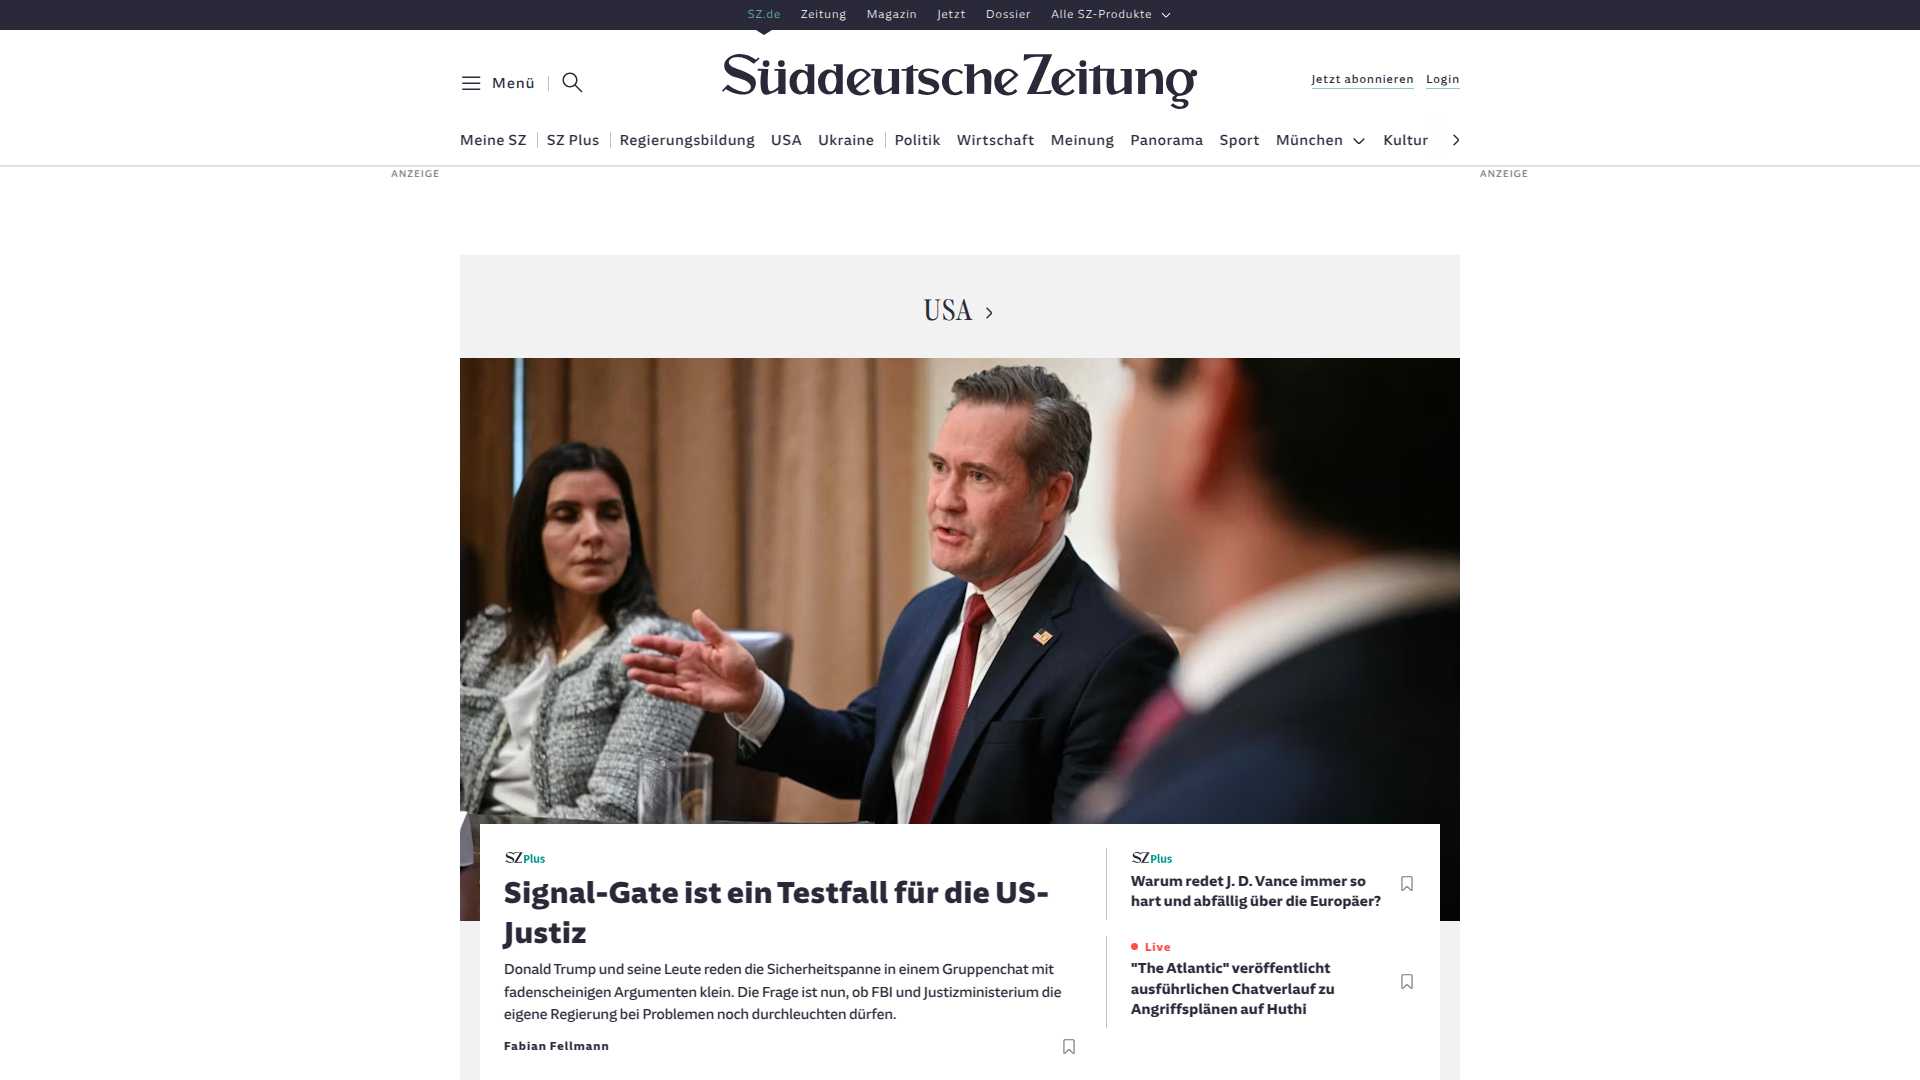 SZ.de Zeitung Magazin Jetzt Dossier Alle SZ-Produkte
Menü
Süddeutsche Zeitung
Jetzt abonnieren Login
Meine SZ SZ Plus Regierungsbildung USA Ukraine Politik Wirtschaft Meinung Panorama Sport München Kultur
ANZEIGE
ANZEIGE
USA
SZ Plus
Signal-Gate ist ein Testfall für die US-
Justiz
Donald Trump und seine Leute reden die Sicherheitspanne in einem Gruppenchat mit
fadenscheinigen Argumenten klein. Die Frage ist nun, ob FBI und Justizministerium die
eigene Regierung bei Problemen noch durchleuchten dürfen.
Fabian Fellmann
SZ Plus
Warum redet J. D. Vance immer so
hart und abfällig über die Europäer?
Live
"The Atlantic" veröffentlicht
ausführlichen Chatverlauf zu
Angriffsplänen auf Huthi